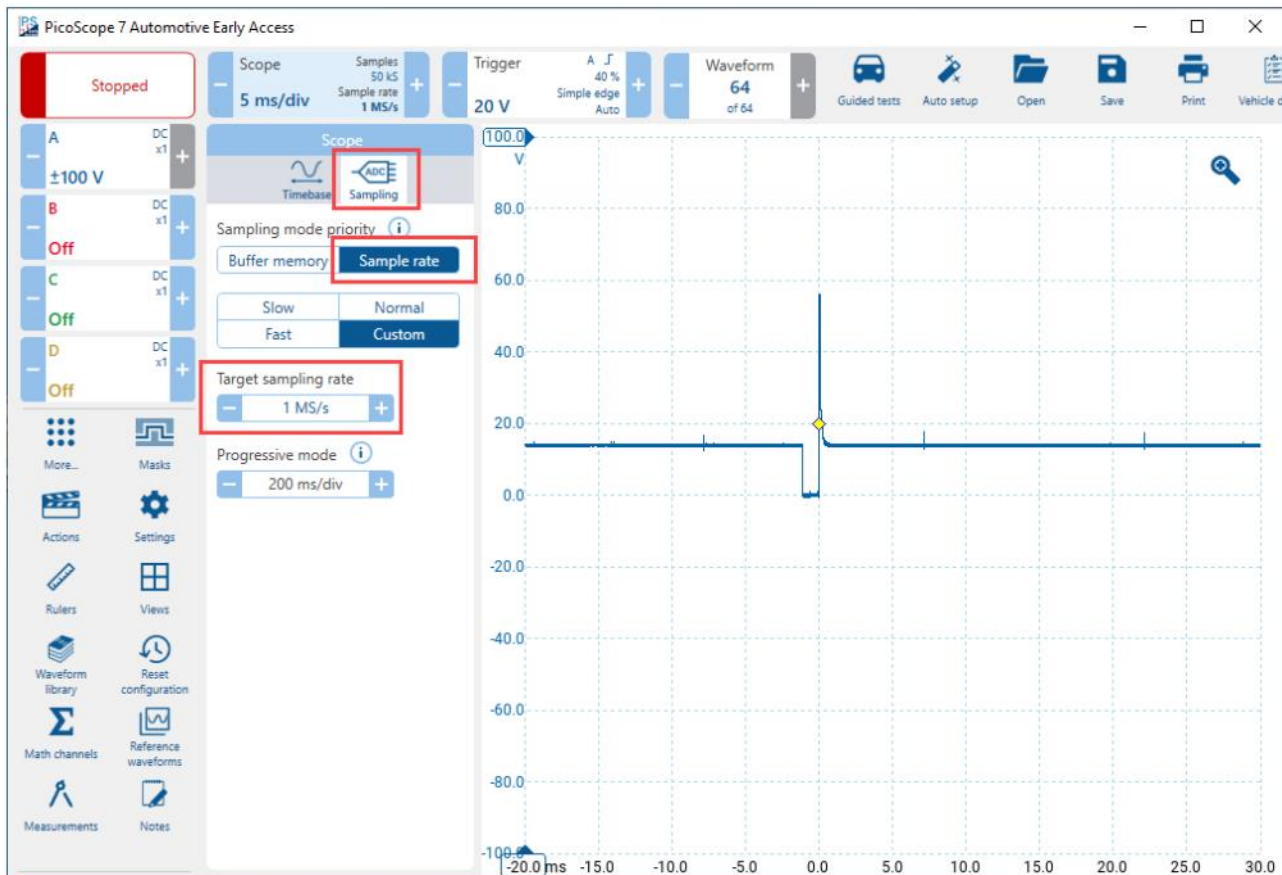 PicoScope 7 Automotive Early Access
Stopped
Scope
5 ms/div
Samples
50 kS
Sample rate
1 MS/s
Trigger
20 V
A
40 %
Simple edge
Auto
Waveform
64
of 64
Guided tests
Auto setup
Open
Save
Print
A
DC
x1
±100 V
B
DC
x1
Off
C
DC
x1
Off
D
DC
x1
Off
More...
Masks
Actions
Settings
Rulers
Views
Waveform
library
Reset
configuration
Math channels
Reference
waveforms
Measurements
Notes
Scope
Timebase
ADC
Sampling
Sampling mode priority
Buffer memory
Sample rate
Slow
Normal
Fast
Custom
Target sampling rate
1 MS/s
Progressive mode
200 ms/div
100.0
V
80.0
60.0
40.0
20.0
0.0
-20.0
-40.0
-60.0
-80.0
-100.0
-20.0 ms -15.0 -10.0 -5.0 0.0 5.0 10.0 15.0 20.0 25.0 30.0